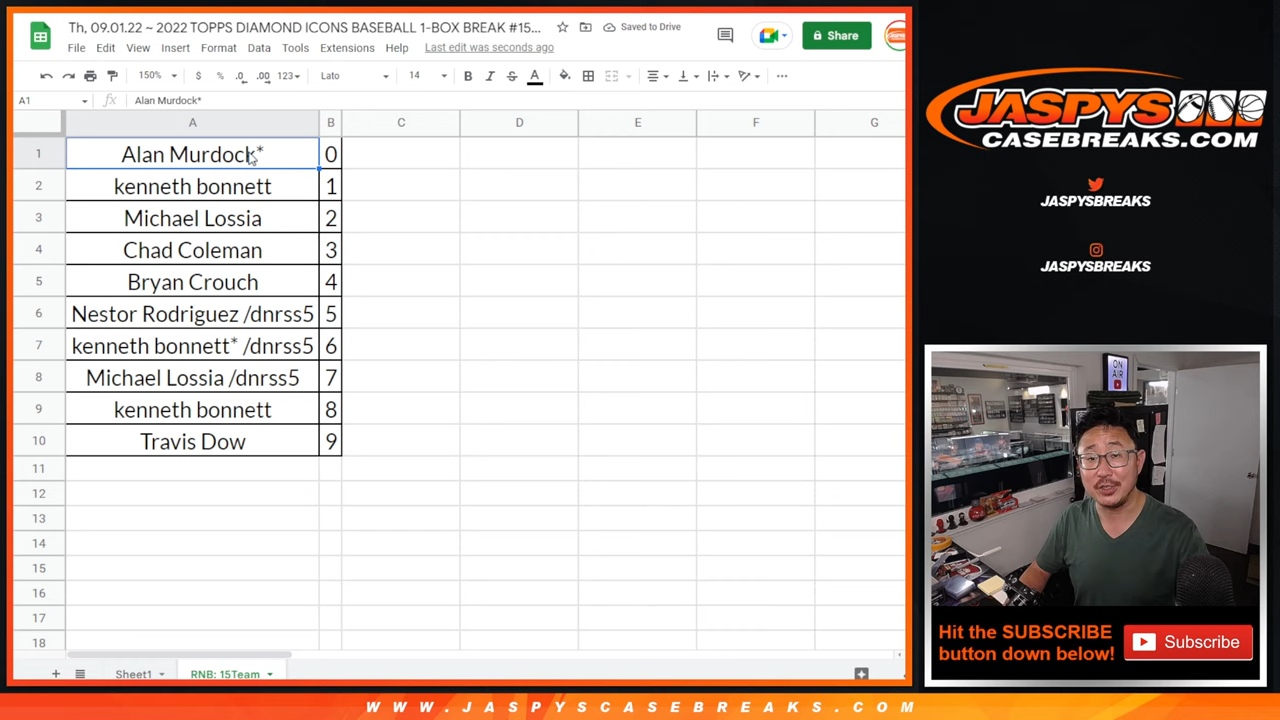 Th, 09.01.22 ~ 2022 TOPPS DIAMOND ICONS BASEBALL 1-BOX BREAK #15...
Saved to Drive
Share
File Edit View Insert Format Data Tools Extensions Help Last edit was seconds ago
150% $ % .0 .00 123 Lato 14 B I S A
A1 fx Alan Murdock*
A B C D E F G
1 Alan Murdock* 0
2 kenneth bonnett 1
3 Michael Lossia 2
4 Chad Coleman 3
5 Bryan Crouch 4
6 Nestor Rodriguez /dnrss5 5
7 kenneth bonnett* /dnrss5 6
8 Michael Lossia /dnrss5 7
9 kenneth bonnett 8
10 Travis Dow 9
11
12
13
14
15
16
17
18
Sheet1 RNB: 15Team
JASPYS
CASEBREAKS.COM
JASPYSBREAKS
JASPYSBREAKS
ON
AIR
Hit the SUBSCRIBE
button down below!
Subscribe
WWW.JASPYSCASEBREAKS.COM